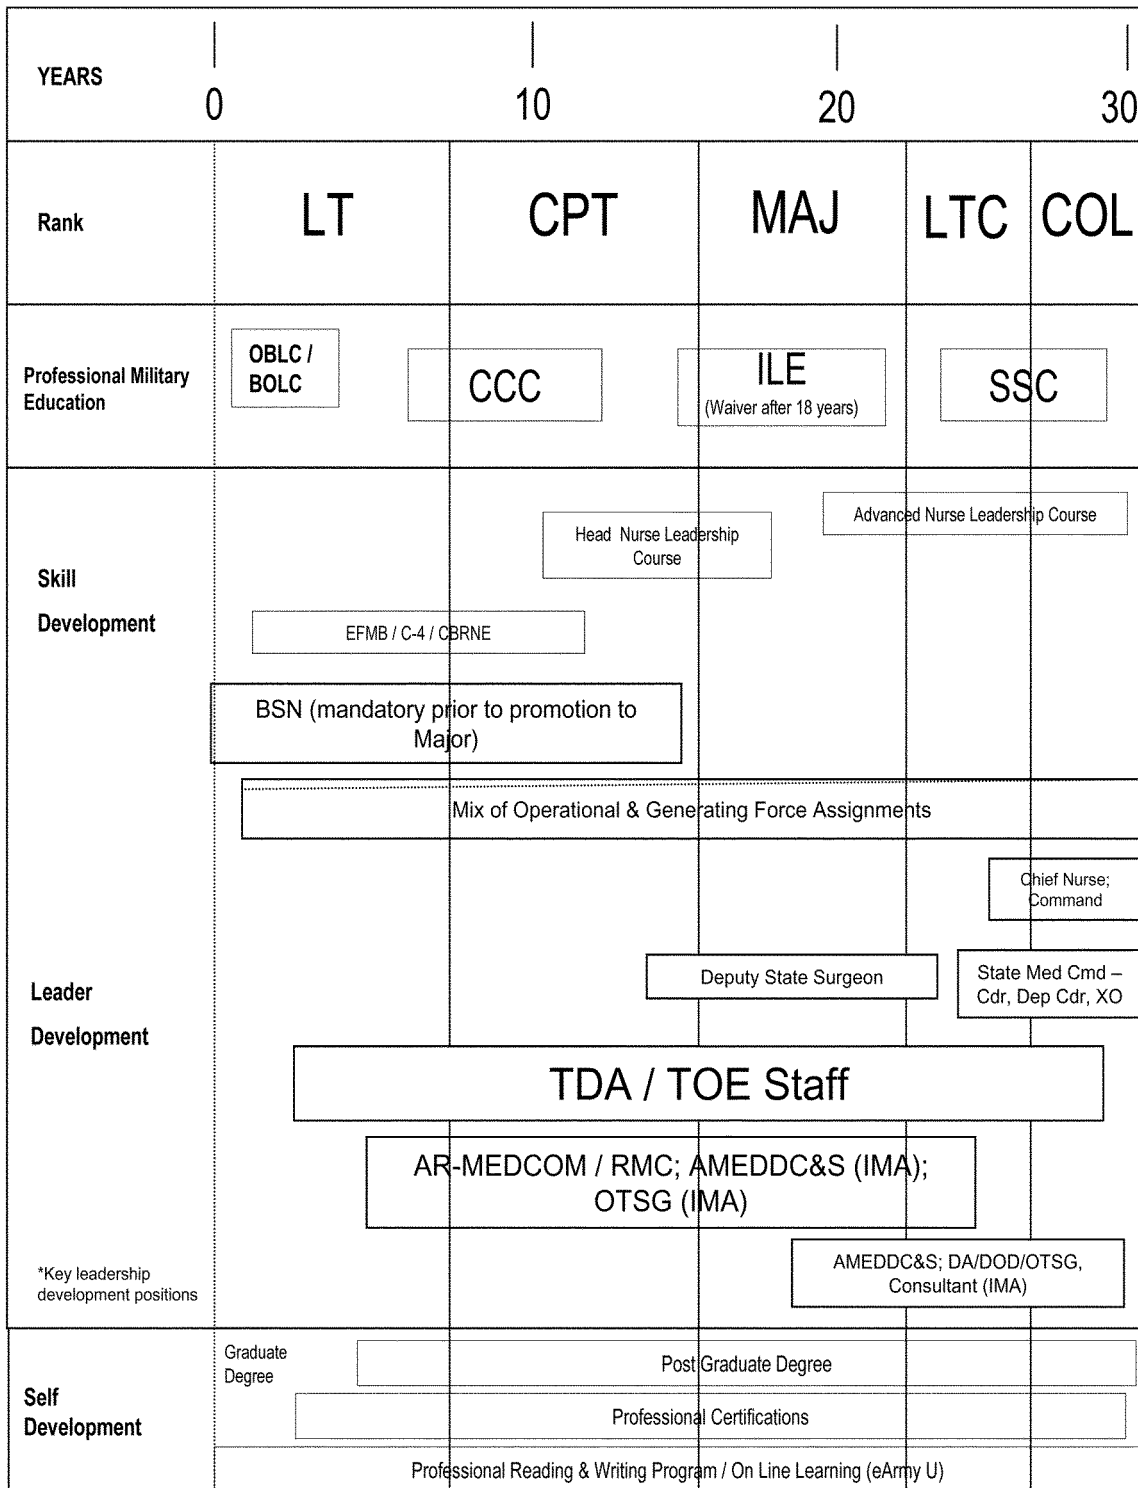 YEARS
0
10
20
30
Rank
LT
CPT
MAJ
LTC
COL
Professional Military
Education
OBLC /
BOLC
CCC
ILE
(Waiver after 18 years)
SSC
Skill
Development
Advanced Nurse Leadership Course
Head Nurse Leadership
Course
EFMB / C-4 / CBRNE
BSN (mandatory prior to promotion to
Major)
Mix of Operational & Generating Force Assignments
Leader
Development
Chief Nurse;
Command
Deputy State Surgeon
State Med Cmd –
Cdr, Dep Cdr, XO
TDA / TOE Staff
AR-MEDCOM / RMC; AMEDDC&S (IMA);
OTSG (IMA)
AMEDDC&S; DA/DOD/OTSG,
Consultant (IMA)
*Key leadership
development positions
Self
Development
Graduate
Degree
Post Graduate Degree
Professional Certifications
Professional Reading & Writing Program / On Line Learning (eArmy U)